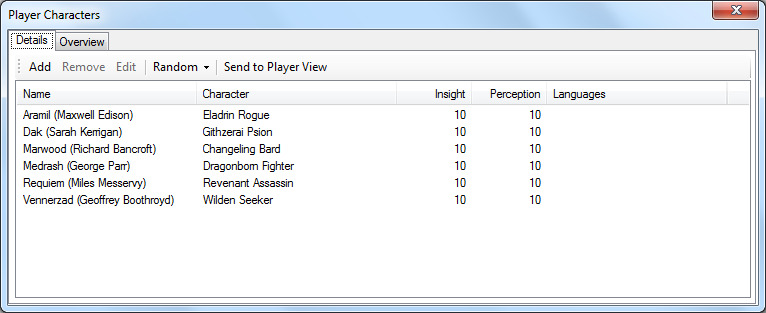 Player Characters
Details Overview
Add Remove Edit Random Send to Player View
Name Character Insight Perception Languages
Aramil (Maxwell Edison) Eladrin Rogue 10 10
Dak (Sarah Kerrigan) Githzerai Psion 10 10
Marwood (Richard Bancroft) Changeling Bard 10 10
Medrash (George Parr) Dragonborn Fighter 10 10
Requiem (Miles Messervy) Revenant Assassin 10 10
Vennerzad (Geoffrey Boothroyd) Wilden Seeker 10 10